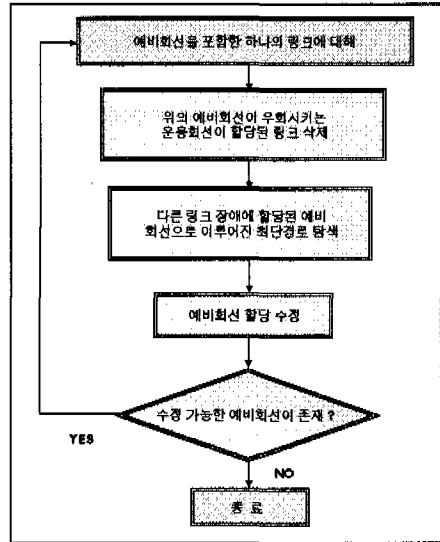 예비회선을 포함한 하나의 링크에 대해
위의 예비회선이 우회시키는
운용회선이 할당된 링크 삭제
다른 링크 장애에 할당된 예비
회선으로 이루어진 최단경로 탐색
예비회선 할당 수정
수정 가능한 예비회선이 존재 ?
YES
NO
종 료